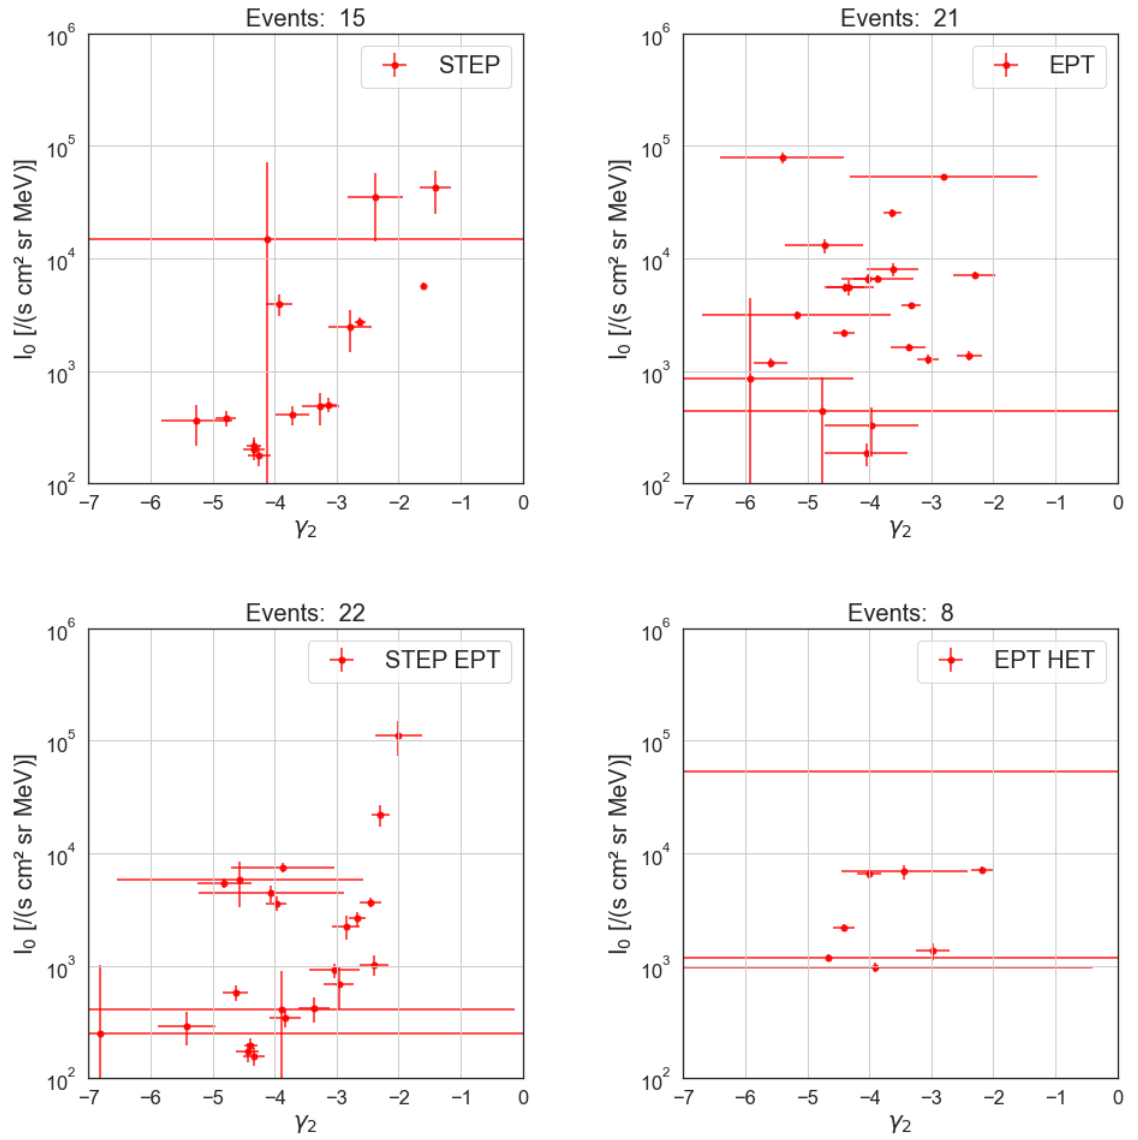 Events:  15
STEP
10⁶
10⁵
10⁴
10³
10²
I₀ [/(s cm² sr MeV)]
−7 −6 −5 −4 −3 −2 −1 0
γ₂
Events:  21
EPT
10⁶
10⁵
10⁴
10³
10²
I₀ [/(s cm² sr MeV)]
−7 −6 −5 −4 −3 −2 −1 0
γ₂
Events:  22
STEP EPT
10⁶
10⁵
10⁴
10³
10²
I₀ [/(s cm² sr MeV)]
−7 −6 −5 −4 −3 −2 −1 0
γ₂
Events:  8
EPT HET
10⁶
10⁵
10⁴
10³
10²
I₀ [/(s cm² sr MeV)]
−7 −6 −5 −4 −3 −2 −1 0
γ₂